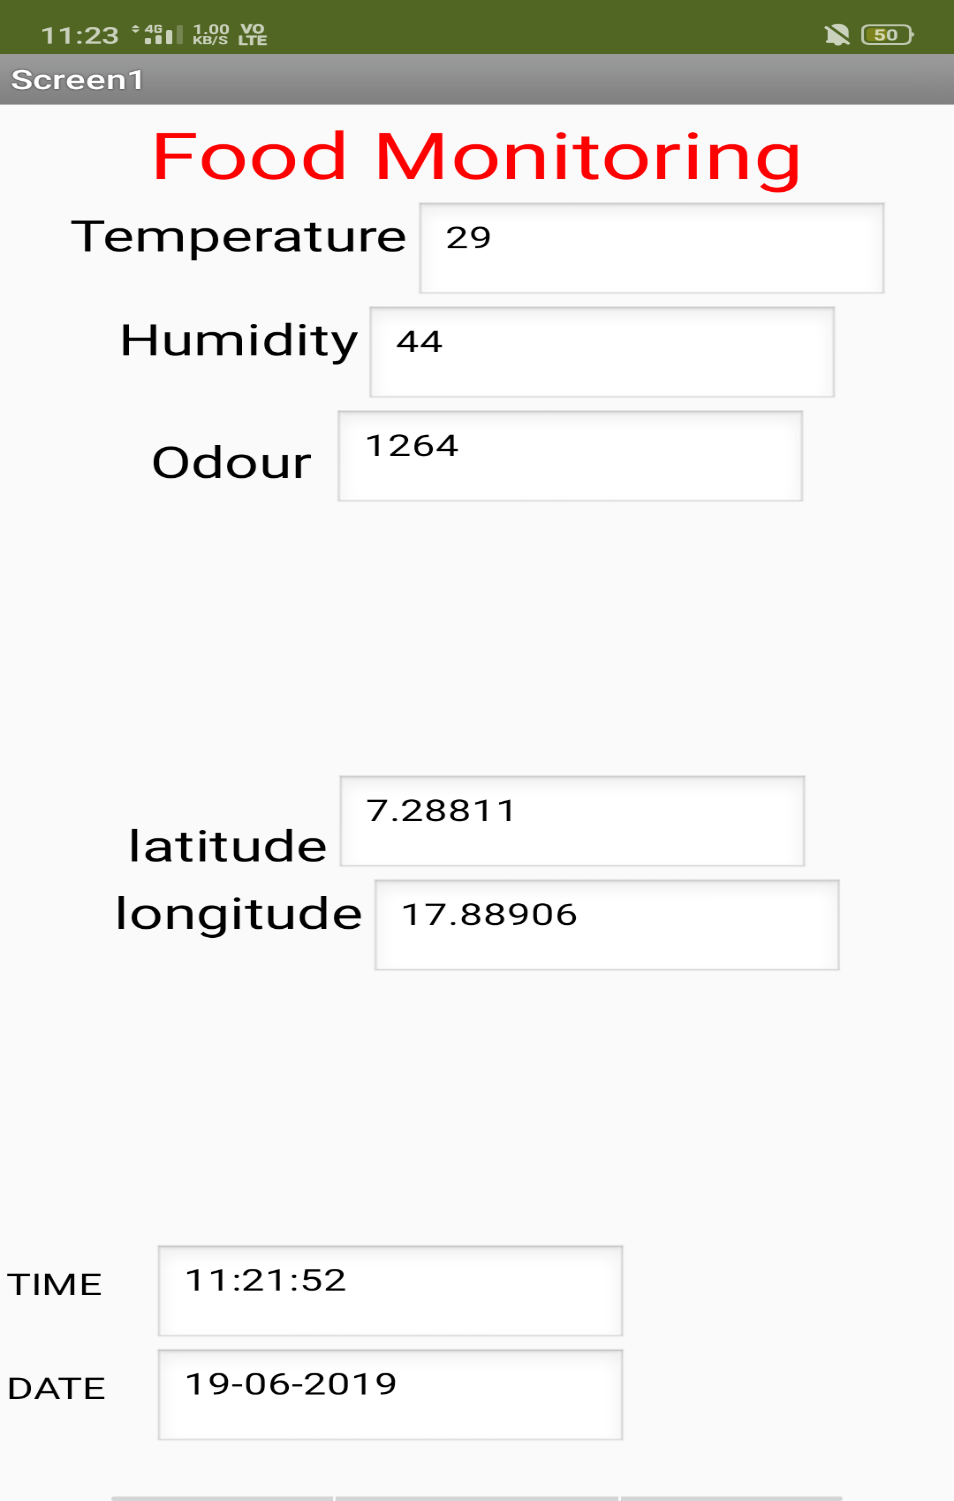 11:23 4G 1.00 KB/S VO LTE 50
Screen1
Food Monitoring
Temperature 29
Humidity 44
Odour 1264
latitude 7.28811
longitude 17.88906
TIME 11:21:52
DATE 19-06-2019